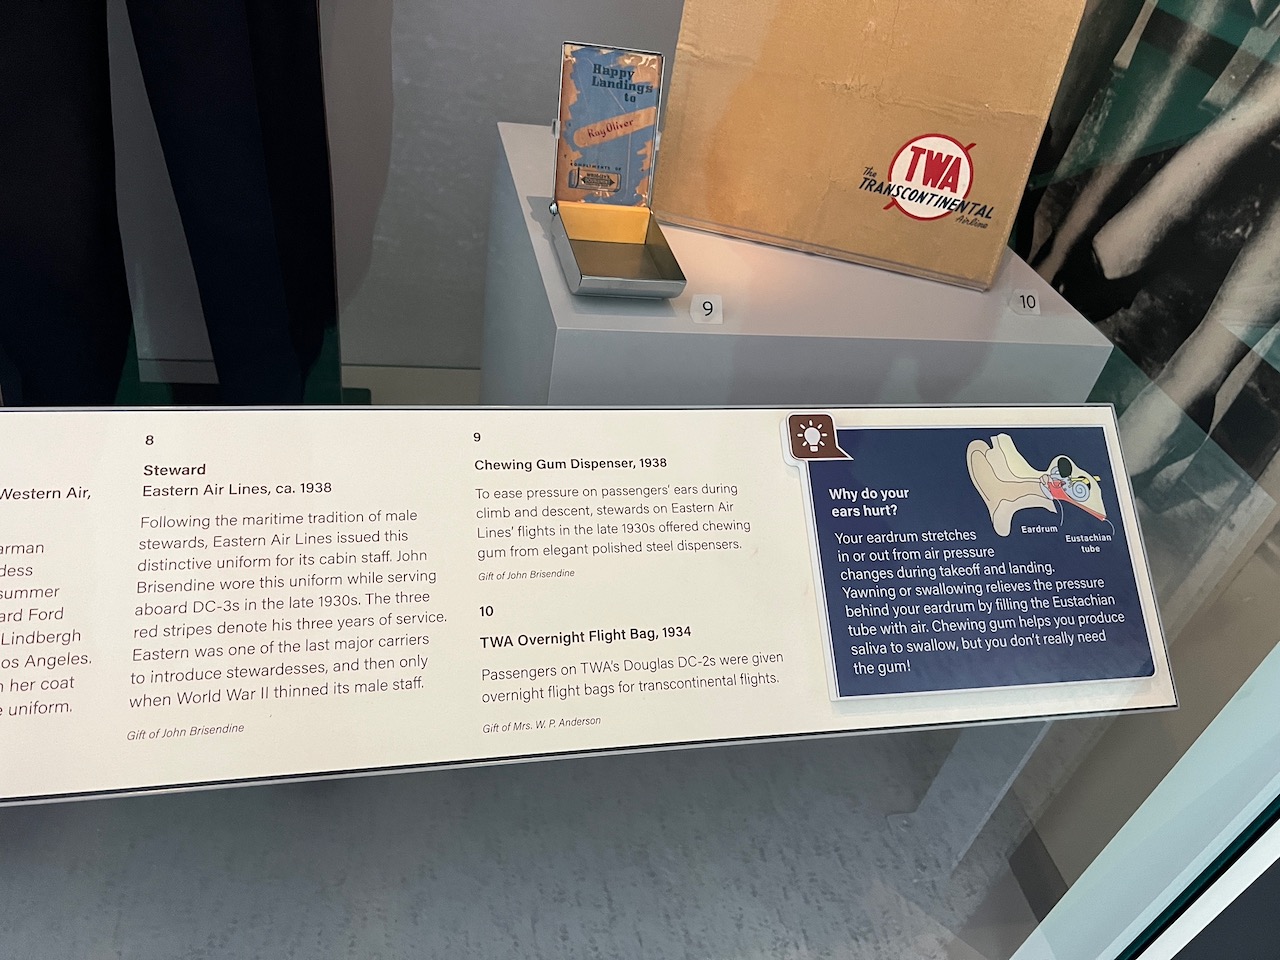 Happy
Landings
to
Ray Oliver
COMPLIMENTS OF
TWA
The
TRANSCONTINENTAL
Airline
9
10
Western Air,
arman
dess
summer
ard Ford
Lindbergh
os Angeles.
n her coat
e uniform.
8
Steward
Eastern Air Lines, ca. 1938
Following the maritime tradition of male
stewards, Eastern Air Lines issued this
distinctive uniform for its cabin staff. John
Brisendine wore this uniform while serving
aboard DC-3s in the late 1930s. The three
red stripes denote his three years of service.
Eastern was one of the last major carriers
to introduce stewardesses, and then only
when World War II thinned its male staff.
Gift of John Brisendine
9
Chewing Gum Dispenser, 1938
To ease pressure on passengers' ears during
climb and descent, stewards on Eastern Air
Lines' flights in the late 1930s offered chewing
gum from elegant polished steel dispensers.
Gift of John Brisendine
10
TWA Overnight Flight Bag, 1934
Passengers on TWA's Douglas DC-2s were given
overnight flight bags for transcontinental flights.
Gift of Mrs. W. P. Anderson
Why do your
ears hurt?
Your eardrum stretches
in or out from air pressure
changes during takeoff and landing.
Yawning or swallowing relieves the pressure
behind your eardrum by filling the Eustachian
tube with air. Chewing gum helps you produce
saliva to swallow, but you don't really need
the gum!
Eardrum
Eustachian
tube